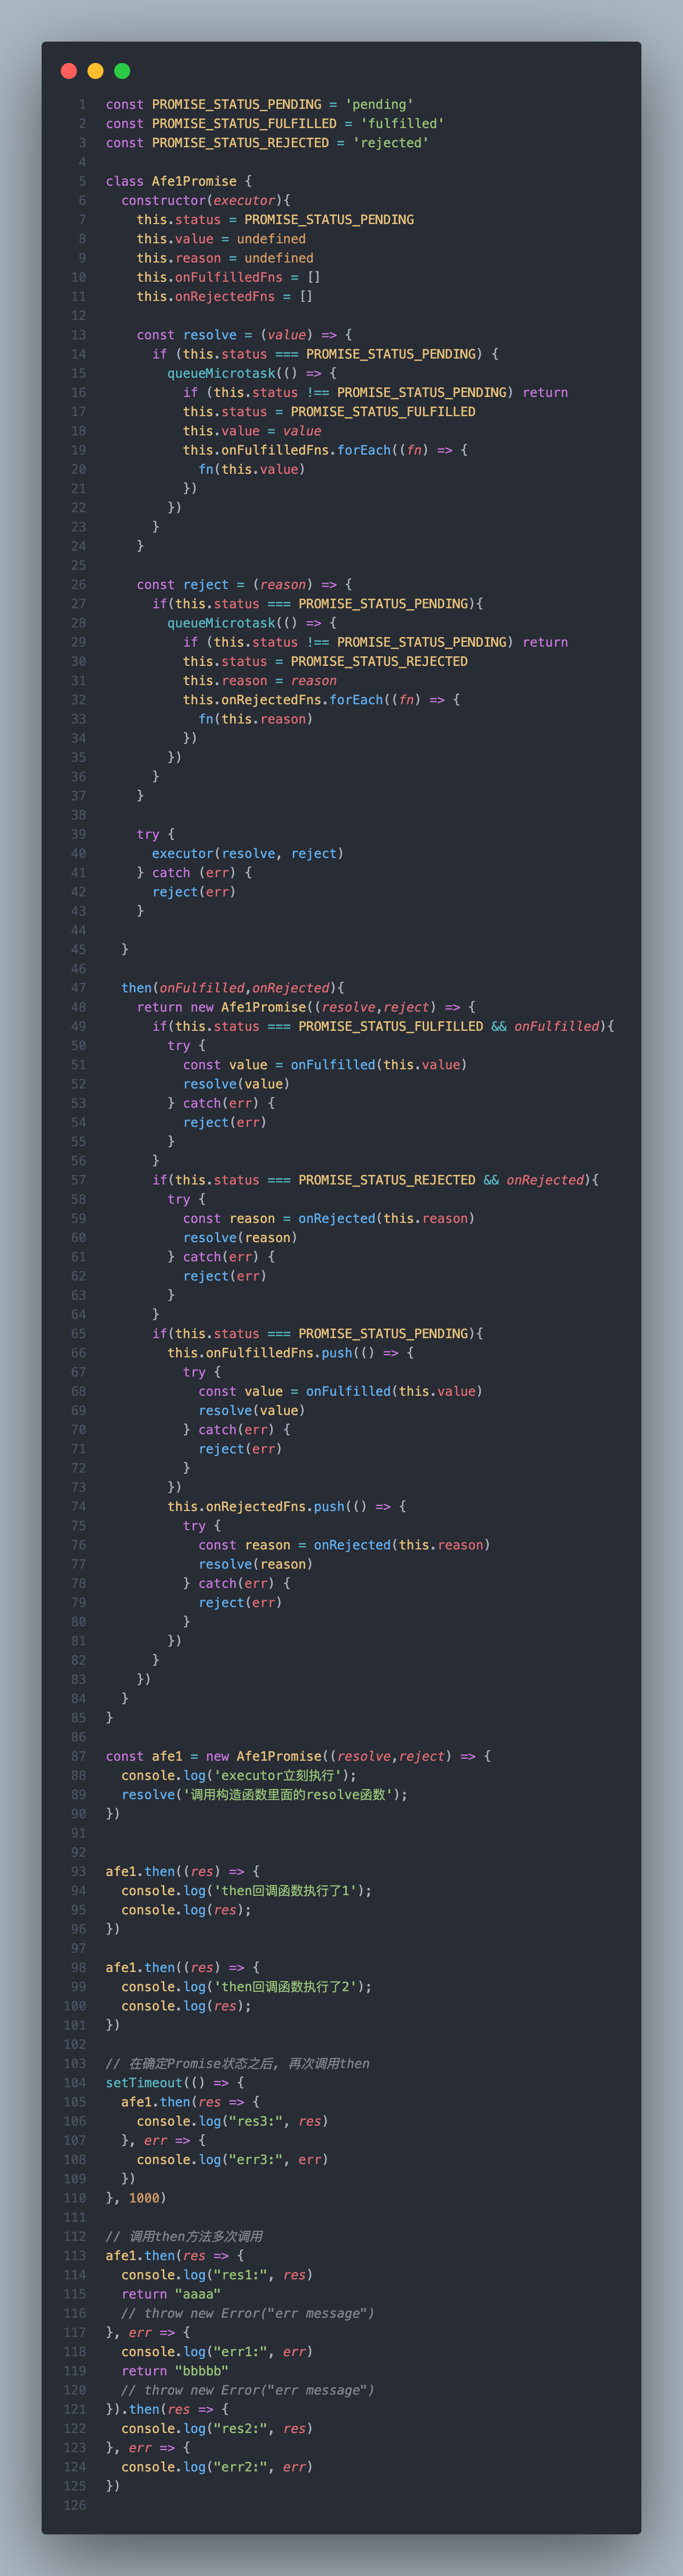 1 const PROMISE_STATUS_PENDING = 'pending'
2 const PROMISE_STATUS_FULFILLED = 'fulfilled'
3 const PROMISE_STATUS_REJECTED = 'rejected'
4
5 class Afe1Promise {
6   constructor(executor){
7     this.status = PROMISE_STATUS_PENDING
8     this.value = undefined
9     this.reason = undefined
10     this.onFulfilledFns = []
11     this.onRejectedFns = []
12
13     const resolve = (value) => {
14       if (this.status === PROMISE_STATUS_PENDING) {
15         queueMicrotask(() => {
16           if (this.status !== PROMISE_STATUS_PENDING) return
17           this.status = PROMISE_STATUS_FULFILLED
18           this.value = value
19           this.onFulfilledFns.forEach((fn) => {
20             fn(this.value)
21           })
22         })
23       }
24     }
25
26     const reject = (reason) => {
27       if(this.status === PROMISE_STATUS_PENDING){
28         queueMicrotask(() => {
29           if (this.status !== PROMISE_STATUS_PENDING) return
30           this.status = PROMISE_STATUS_REJECTED
31           this.reason = reason
32           this.onRejectedFns.forEach((fn) => {
33             fn(this.reason)
34           })
35         })
36       }
37     }
38
39     try {
40       executor(resolve, reject)
41     } catch (err) {
42       reject(err)
43     }
44
45   }
46
47   then(onFulfilled,onRejected){
48     return new Afe1Promise((resolve,reject) => {
49       if(this.status === PROMISE_STATUS_FULFILLED && onFulfilled){
50         try {
51           const value = onFulfilled(this.value)
52           resolve(value)
53         } catch(err) {
54           reject(err)
55         }
56       }
57       if(this.status === PROMISE_STATUS_REJECTED && onRejected){
58         try {
59           const reason = onRejected(this.reason)
60           resolve(reason)
61         } catch(err) {
62           reject(err)
63         }
64       }
65       if(this.status === PROMISE_STATUS_PENDING){
66         this.onFulfilledFns.push(() => {
67           try {
68             const value = onFulfilled(this.value)
69             resolve(value)
70           } catch(err) {
71             reject(err)
72           }
73         })
74         this.onRejectedFns.push(() => {
75           try {
76             const reason = onRejected(this.reason)
77             resolve(reason)
78           } catch(err) {
79             reject(err)
80           }
81         })
82       }
83     })
84   }
85 }
86
87 const afe1 = new Afe1Promise((resolve,reject) => {
88   console.log('executor立刻执行');
89   resolve('调用构造函数里面的resolve函数');
90 })
91
92
93 afe1.then((res) => {
94   console.log('then回调函数执行了1');
95   console.log(res);
96 })
97
98 afe1.then((res) => {
99   console.log('then回调函数执行了2');
100   console.log(res);
101 })
102
103 // 在确定Promise状态之后, 再次调用then
104 setTimeout(() => {
105   afe1.then(res => {
106     console.log("res3:", res)
107   }, err => {
108     console.log("err3:", err)
109   })
110 }, 1000)
111
112 // 调用then方法多次调用
113 afe1.then(res => {
114   console.log("res1:", res)
115   return "aaaa"
116   // throw new Error("err message")
117 }, err => {
118   console.log("err1:", err)
119   return "bbbbb"
120   // throw new Error("err message")
121 }).then(res => {
122   console.log("res2:", res)
123 }, err => {
124   console.log("err2:", err)
125 })
126